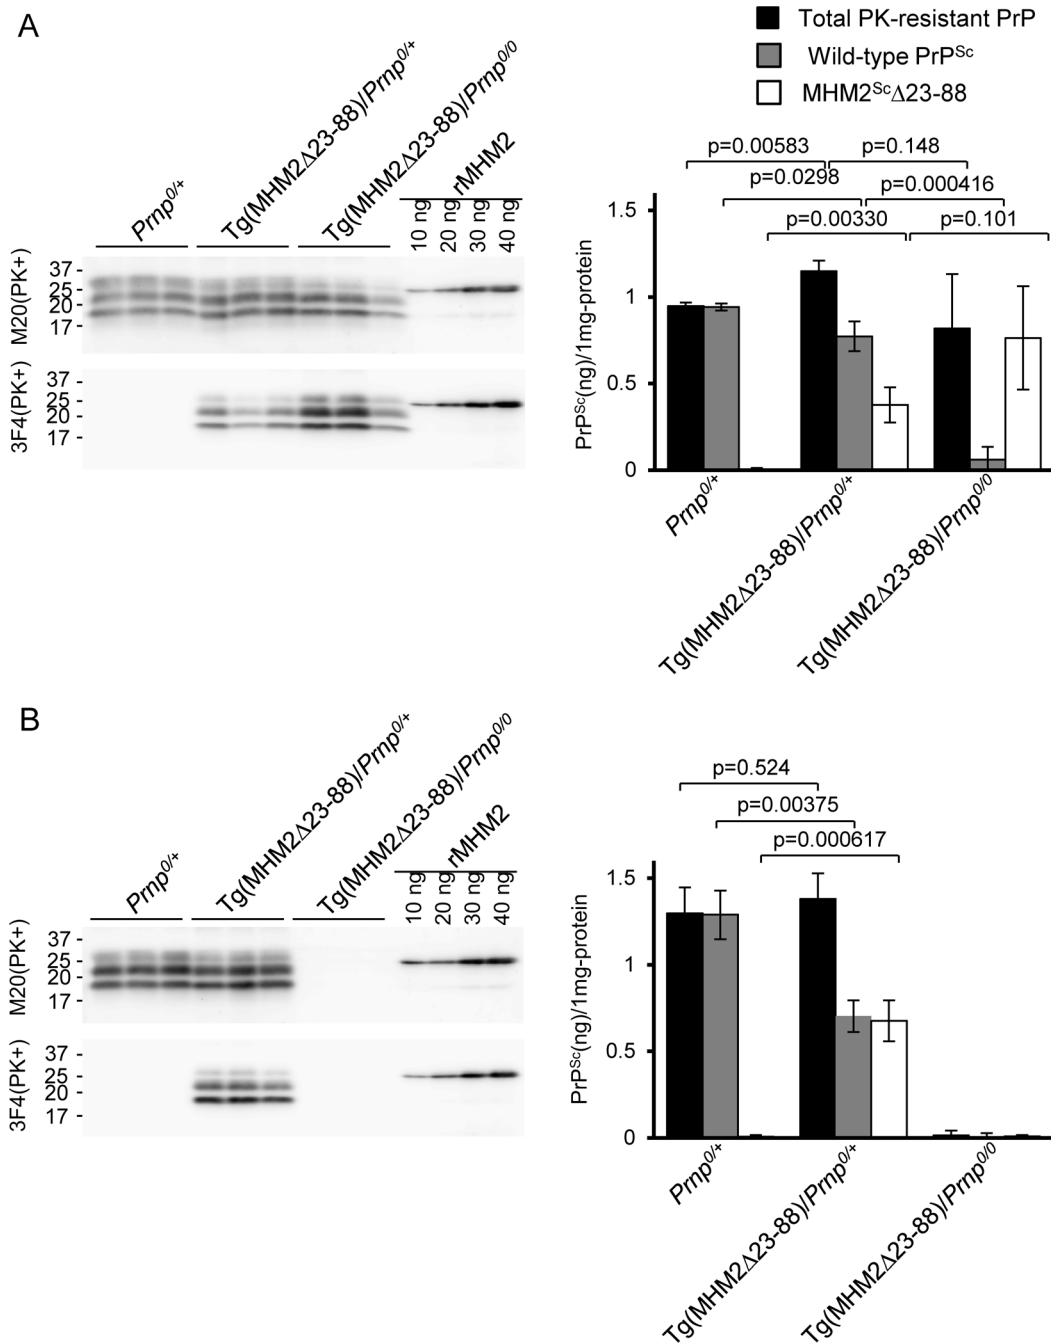 A
Prnp0/+
Tg(MHM2Δ23-88)/Prnp0/+
Tg(MHM2Δ23-88)/Prnp0/0
rMHM2
10 ng
20 ng
30 ng
40 ng
M20(PK+)
37 -
25 -
20 -
17 -
3F4(PK+)
37 -
25 -
20 -
17 -
Total PK-resistant PrP
Wild-type PrPSc
MHM2ScΔ23-88
p=0.00583
p=0.148
p=0.0298
p=0.000416
p=0.00330
p=0.101
PrPSc(ng)/1mg-protein
1.5
1
0.5
0
Prnp0/+
Tg(MHM2Δ23-88)/Prnp0/+
Tg(MHM2Δ23-88)/Prnp0/0
B
Prnp0/+
Tg(MHM2Δ23-88)/Prnp0/+
Tg(MHM2Δ23-88)/Prnp0/0
rMHM2
10 ng
20 ng
30 ng
40 ng
M20(PK+)
37 -
25 -
20 -
17 -
3F4(PK+)
37 -
25 -
20 -
17 -
p=0.524
p=0.00375
p=0.000617
PrPSc(ng)/1mg-protein
1.5
1
0.5
0
Prnp0/+
Tg(MHM2Δ23-88)/Prnp0/+
Tg(MHM2Δ23-88)/Prnp0/0